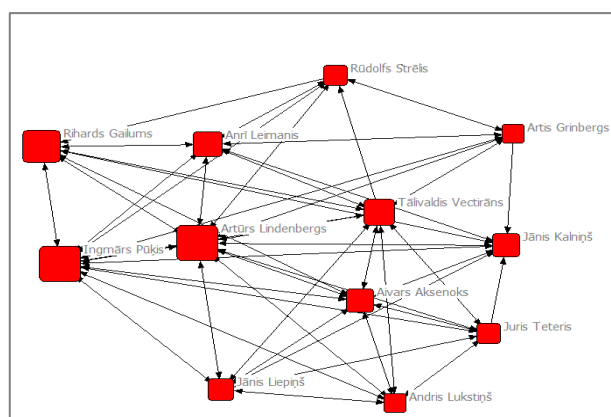 Rūdolfs Strēlis
Artis Grinbergs
Rihards Gailums
Anrī Leimanis
Tālivaldis Vectirāns
Artūrs Lindenbergs
Jānis Kalniņš
Ingmārs Pūķis
Aivars Aksenoks
Juris Teteris
Jānis Liepiņš
Andris Lukstiņš